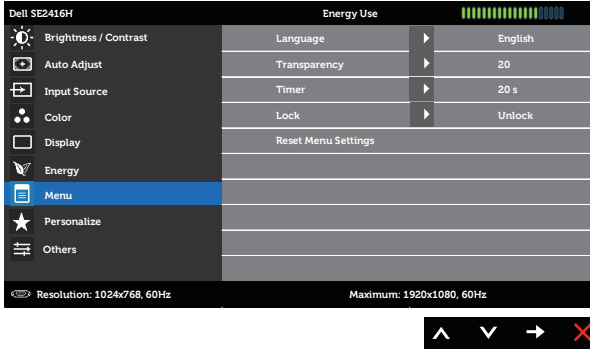 Dell SE2416H Energy Use
Brightness / Contrast Language English
Auto Adjust Transparency 20
Input Source Timer 20 s
Color Lock Unlock
Display Reset Menu Settings
Energy
Menu
Personalize
Others
Resolution: 1024x768, 60Hz Maximum: 1920x1080, 60Hz